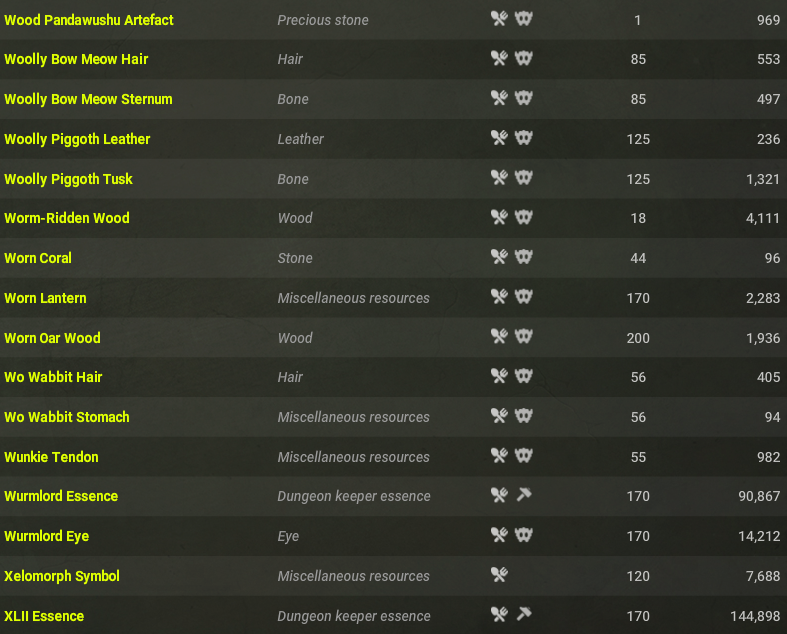 Wood Pandawushu Artefact Precious stone 1 969
Woolly Bow Meow Hair Hair 85 553
Woolly Bow Meow Sternum Bone 85 497
Woolly Piggoth Leather Leather 125 236
Woolly Piggoth Tusk Bone 125 1,321
Worm-Ridden Wood Wood 18 4,111
Worn Coral Stone 44 96
Worn Lantern Miscellaneous resources 170 2,283
Worn Oar Wood Wood 200 1,936
Wo Wabbit Hair Hair 56 405
Wo Wabbit Stomach Miscellaneous resources 56 94
Wunkie Tendon Miscellaneous resources 55 982
Wurmlord Essence Dungeon keeper essence 170 90,867
Wurmlord Eye Eye 170 14,212
Xelomorph Symbol Miscellaneous resources 120 7,688
XLII Essence Dungeon keeper essence 170 144,898